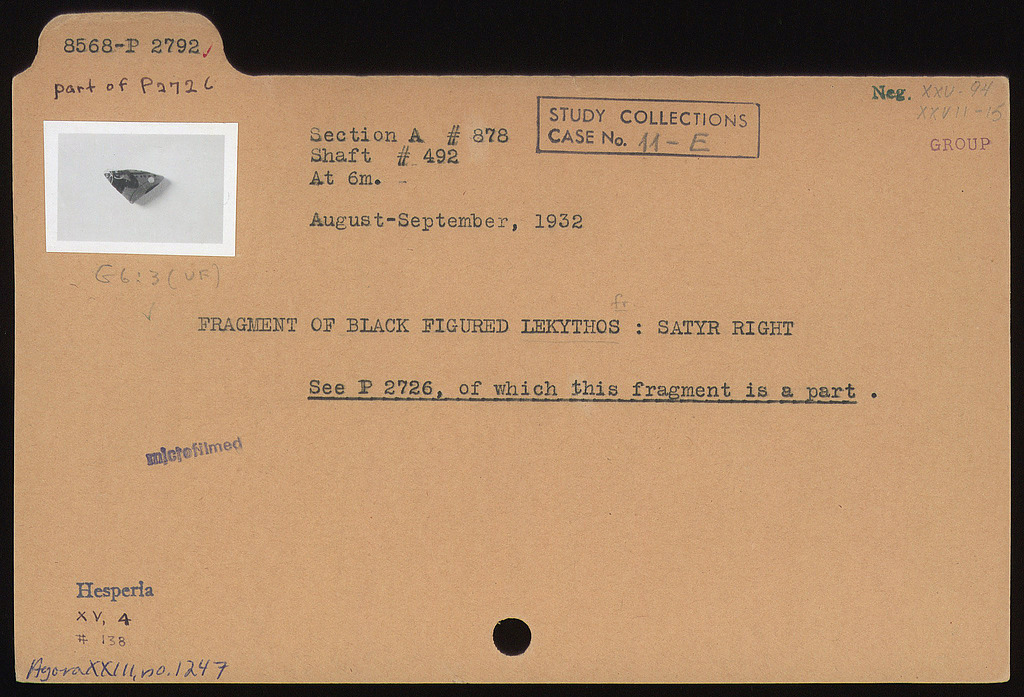 8568-P 2792
part of P2726
Neg. XXV-94
XXVII-15
GROUP
STUDY COLLECTIONS
CASE No. 11-E
Section A # 878
Shaft # 492
At 6m. -
August-September, 1932
G6:3 (UF)
fr.
FRAGMENT OF BLACK FIGURED LEKYTHOS : SATYR RIGHT
See P 2726, of which this fragment is a part .
microfilmed
Hesperia
XV, 4
# 138
Agora XXIII, no. 1247